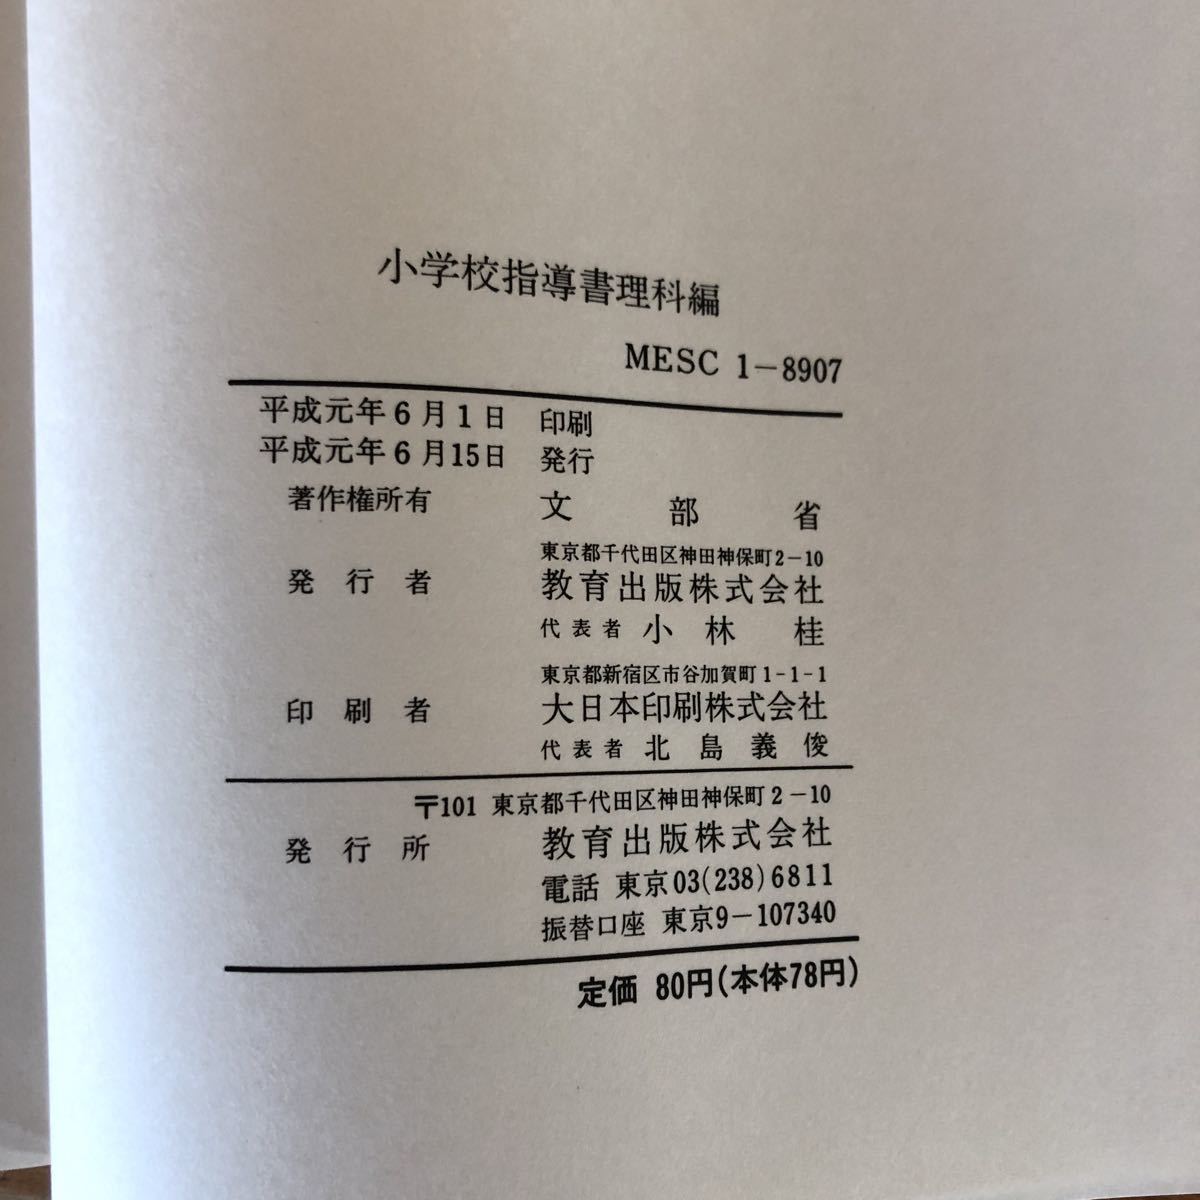 小学校指導書理科編
MESC 1-8907
平成元年6月1日 印刷
平成元年6月15日 発行
著作権所有 文部省
東京都千代田区神田神保町2-10
発行者 教育出版株式会社
代表者 小林 桂
東京都新宿区市谷加賀町1-1-1
印刷者 大日本印刷株式会社
代表者 北島義俊
〒101 東京都千代田区神田神保町2-10
発行所 教育出版株式会社
電話 東京03(238)6811
振替口座 東京9-107340
定価 80円(本体78円)